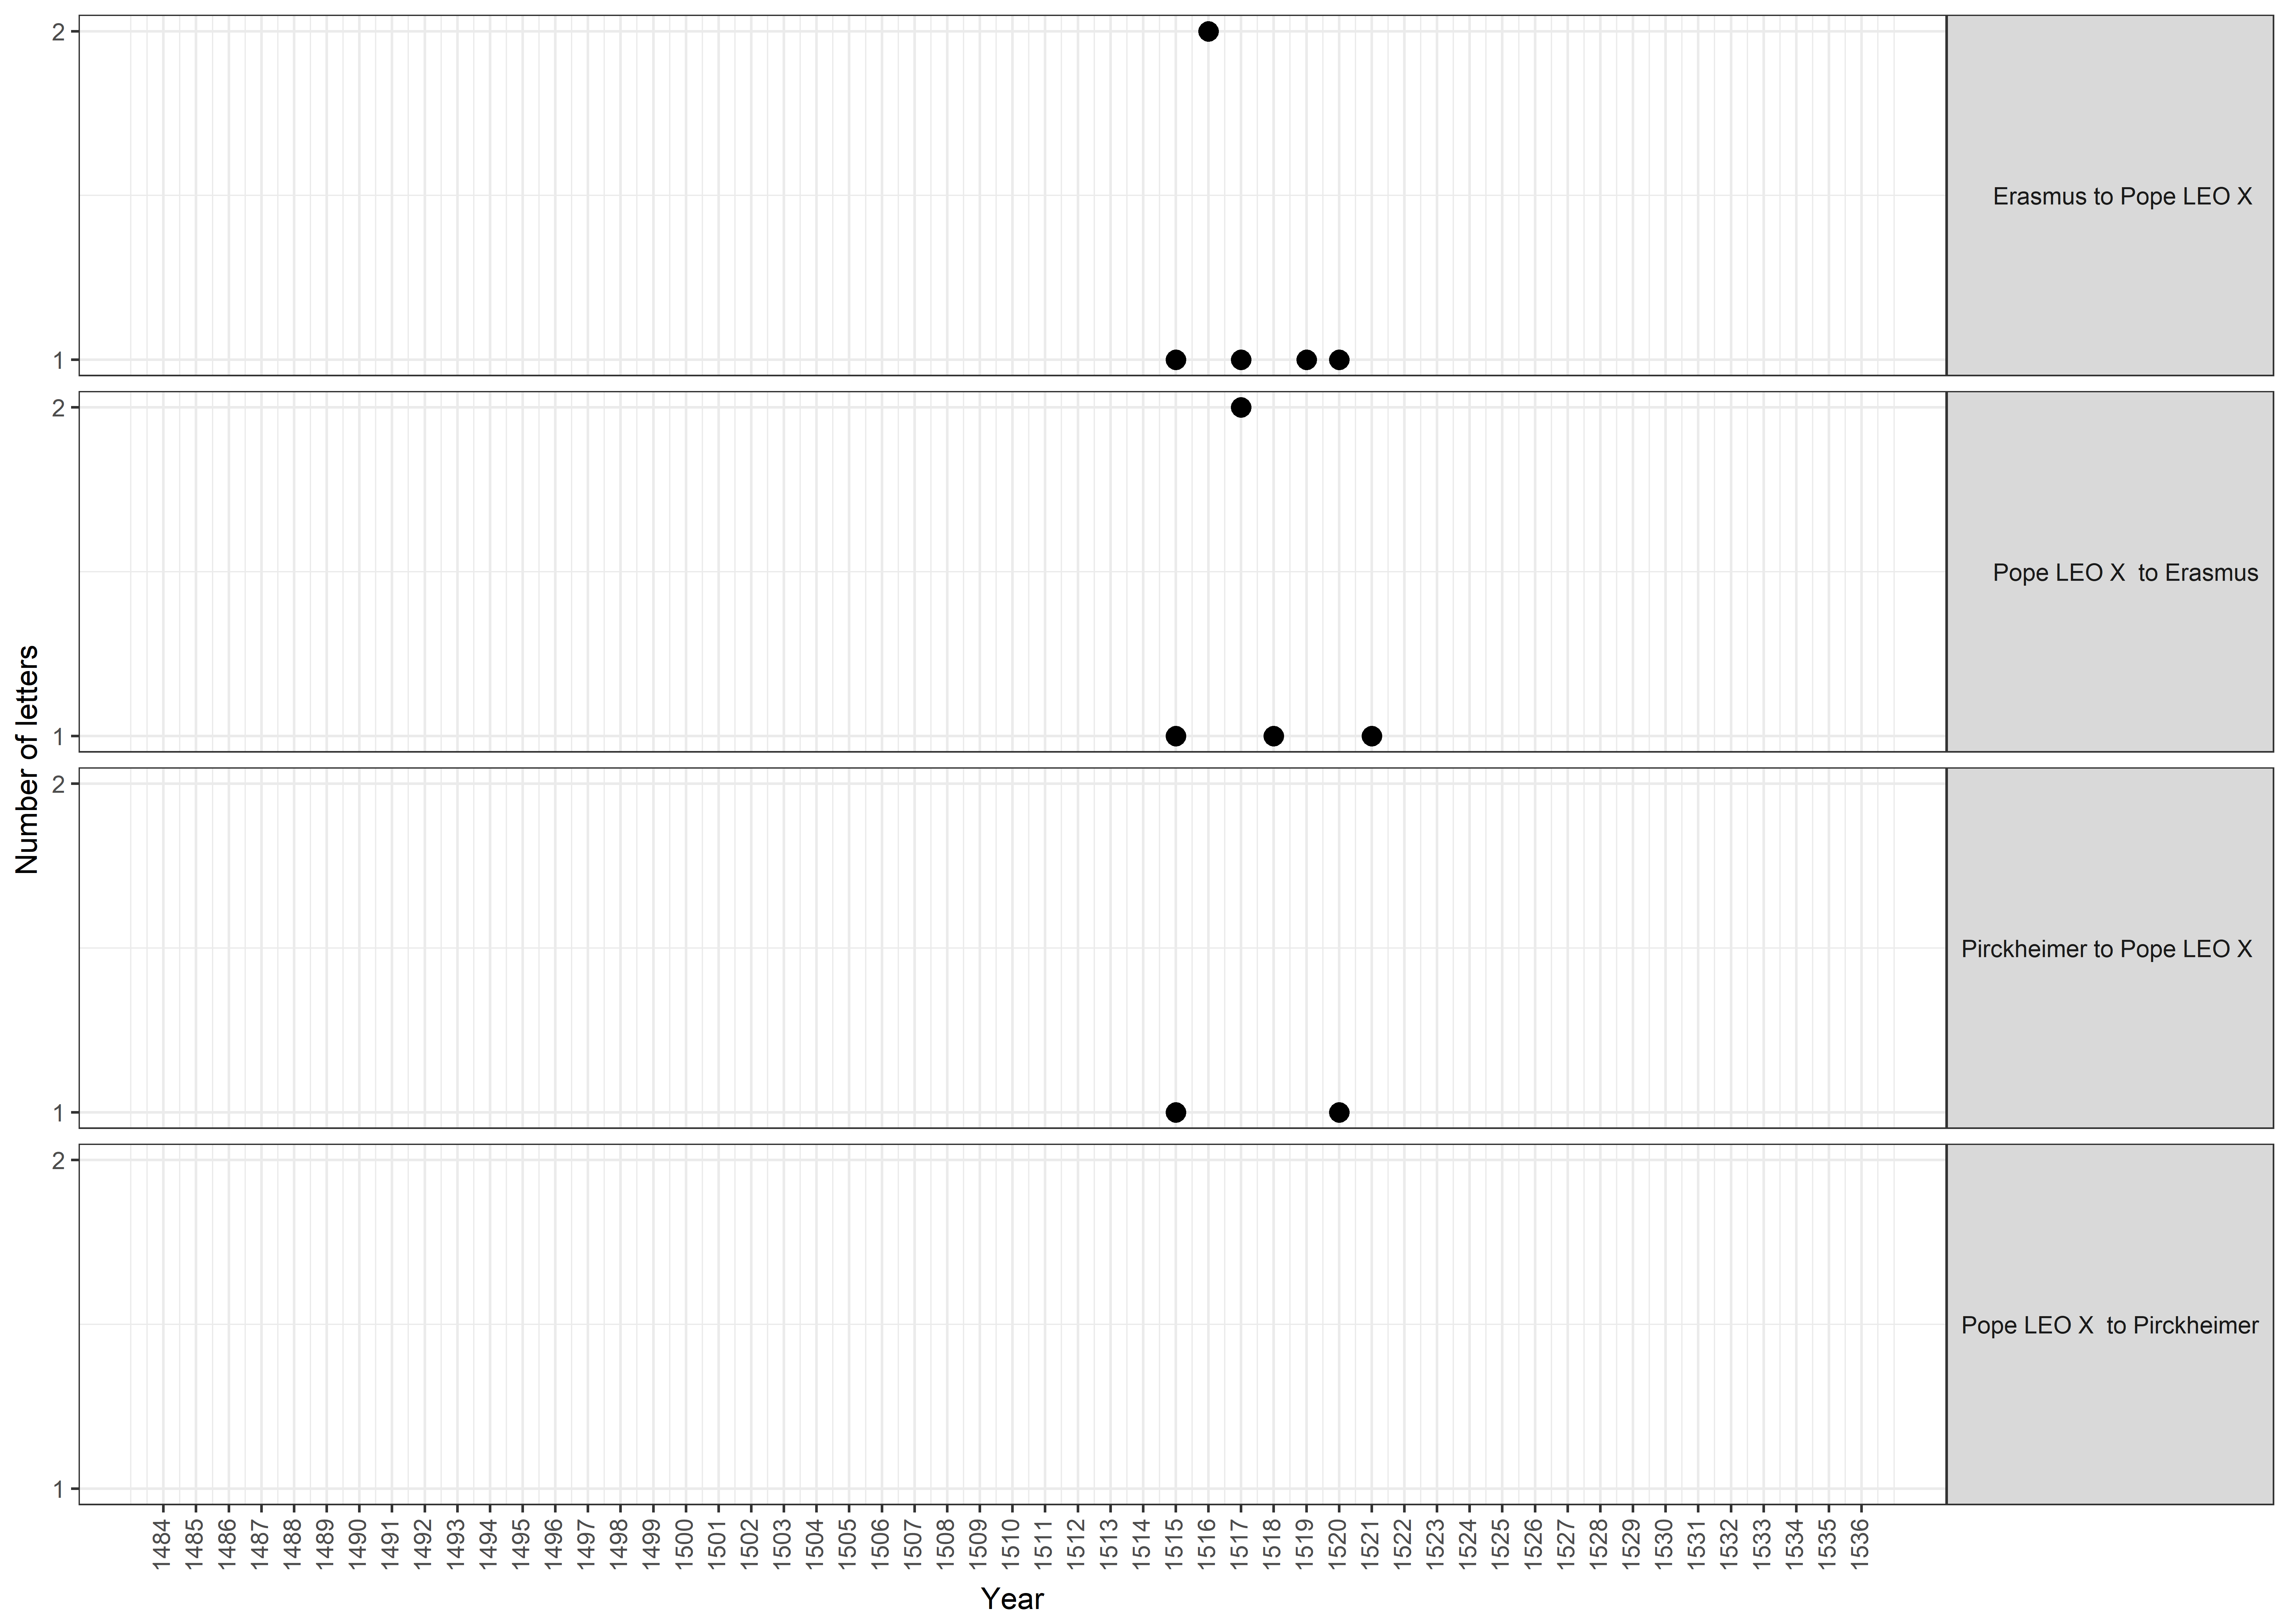 2
1
Erasmus to Pope LEO X
2
1
Pope LEO X  to Erasmus
2
1
Pirckheimer to Pope LEO X
2
1
Pope LEO X  to Pirckheimer
Number of letters
1484 1485 1486 1487 1488 1489 1490 1491 1492 1493 1494 1495 1496 1497 1498 1499 1500 1501 1502 1503 1504 1505 1506 1507 1508 1509 1510 1511 1512 1513 1514 1515 1516 1517 1518 1519 1520 1521 1522 1523 1524 1525 1526 1527 1528 1529 1530 1531 1532 1533 1534 1535 1536
Year